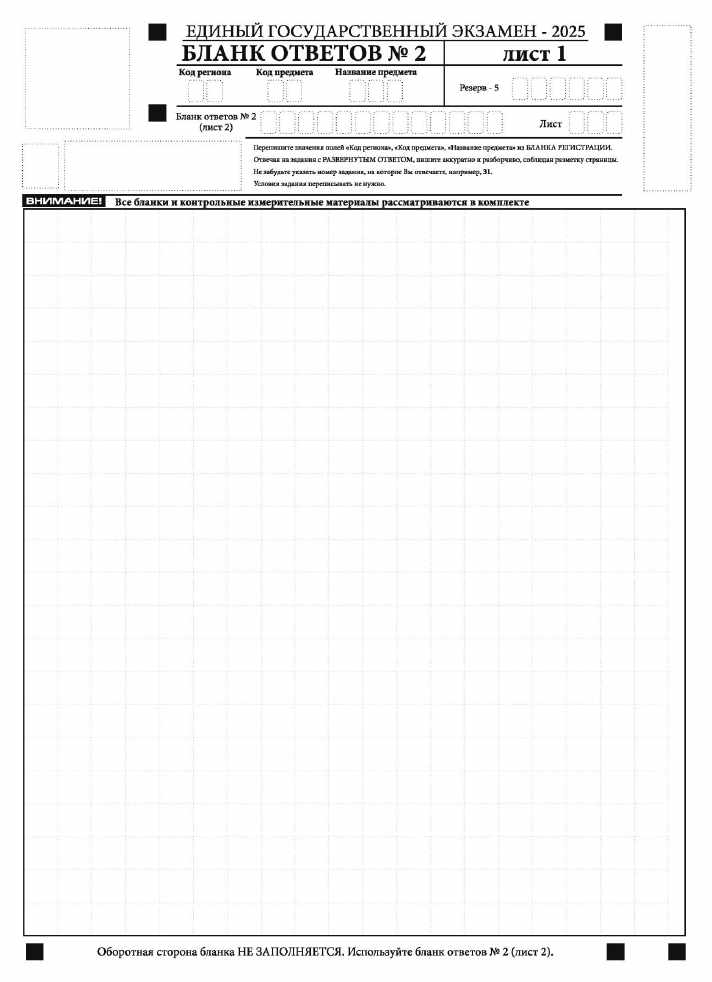 ЕДИНЫЙ ГОСУДАРСТВЕННЫЙ ЭКЗАМЕН - 2025
БЛАНК ОТВЕТОВ № 2 лист 1
Код региона Код предмета Название предмета
Резерв - 5
Бланк ответов № 2
(лист 2)
Лист
Перепишите значения полей «Код региона», «Код предмета», «Название предмета» из БЛАНКА РЕГИСТРАЦИИ.
Отвечая на задания с РАЗВЕРНУТЫМ ОТВЕТОМ, пишите аккуратно и разборчиво, соблюдая разметку страницы.
Не забудьте указать номер задания, на которое Вы отвечаете, например, 31.
Условия задания переписывать не нужно.
ВНИМАНИЕ! Все бланки и контрольные измерительные материалы рассматриваются в комплекте
Оборотная сторона бланка НЕ ЗАПОЛНЯЕТСЯ. Используйте бланк ответов № 2 (лист 2).